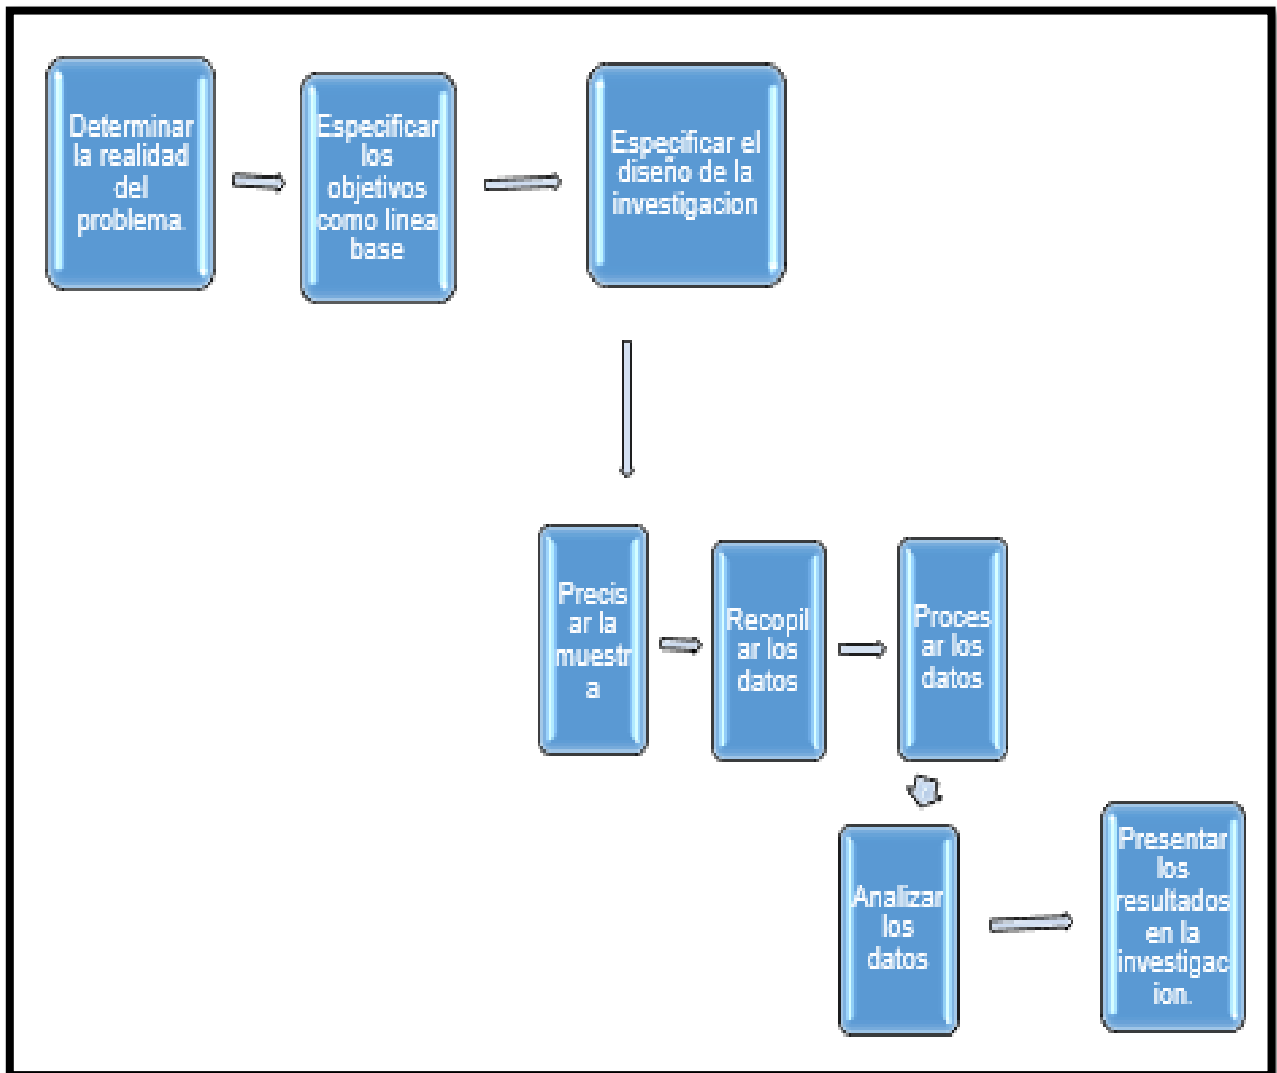 Determinar
la realidad
del
problema.
Especificar
los
objetivos
como linea
base
Especificar el
diseño de la
investigacion
Precis
ar la
muestr
a
Recopil
ar los
datos
Proces
ar los
datos
Analizar
los
datos
Presentar
los
resultados
en la
investigac
ion.